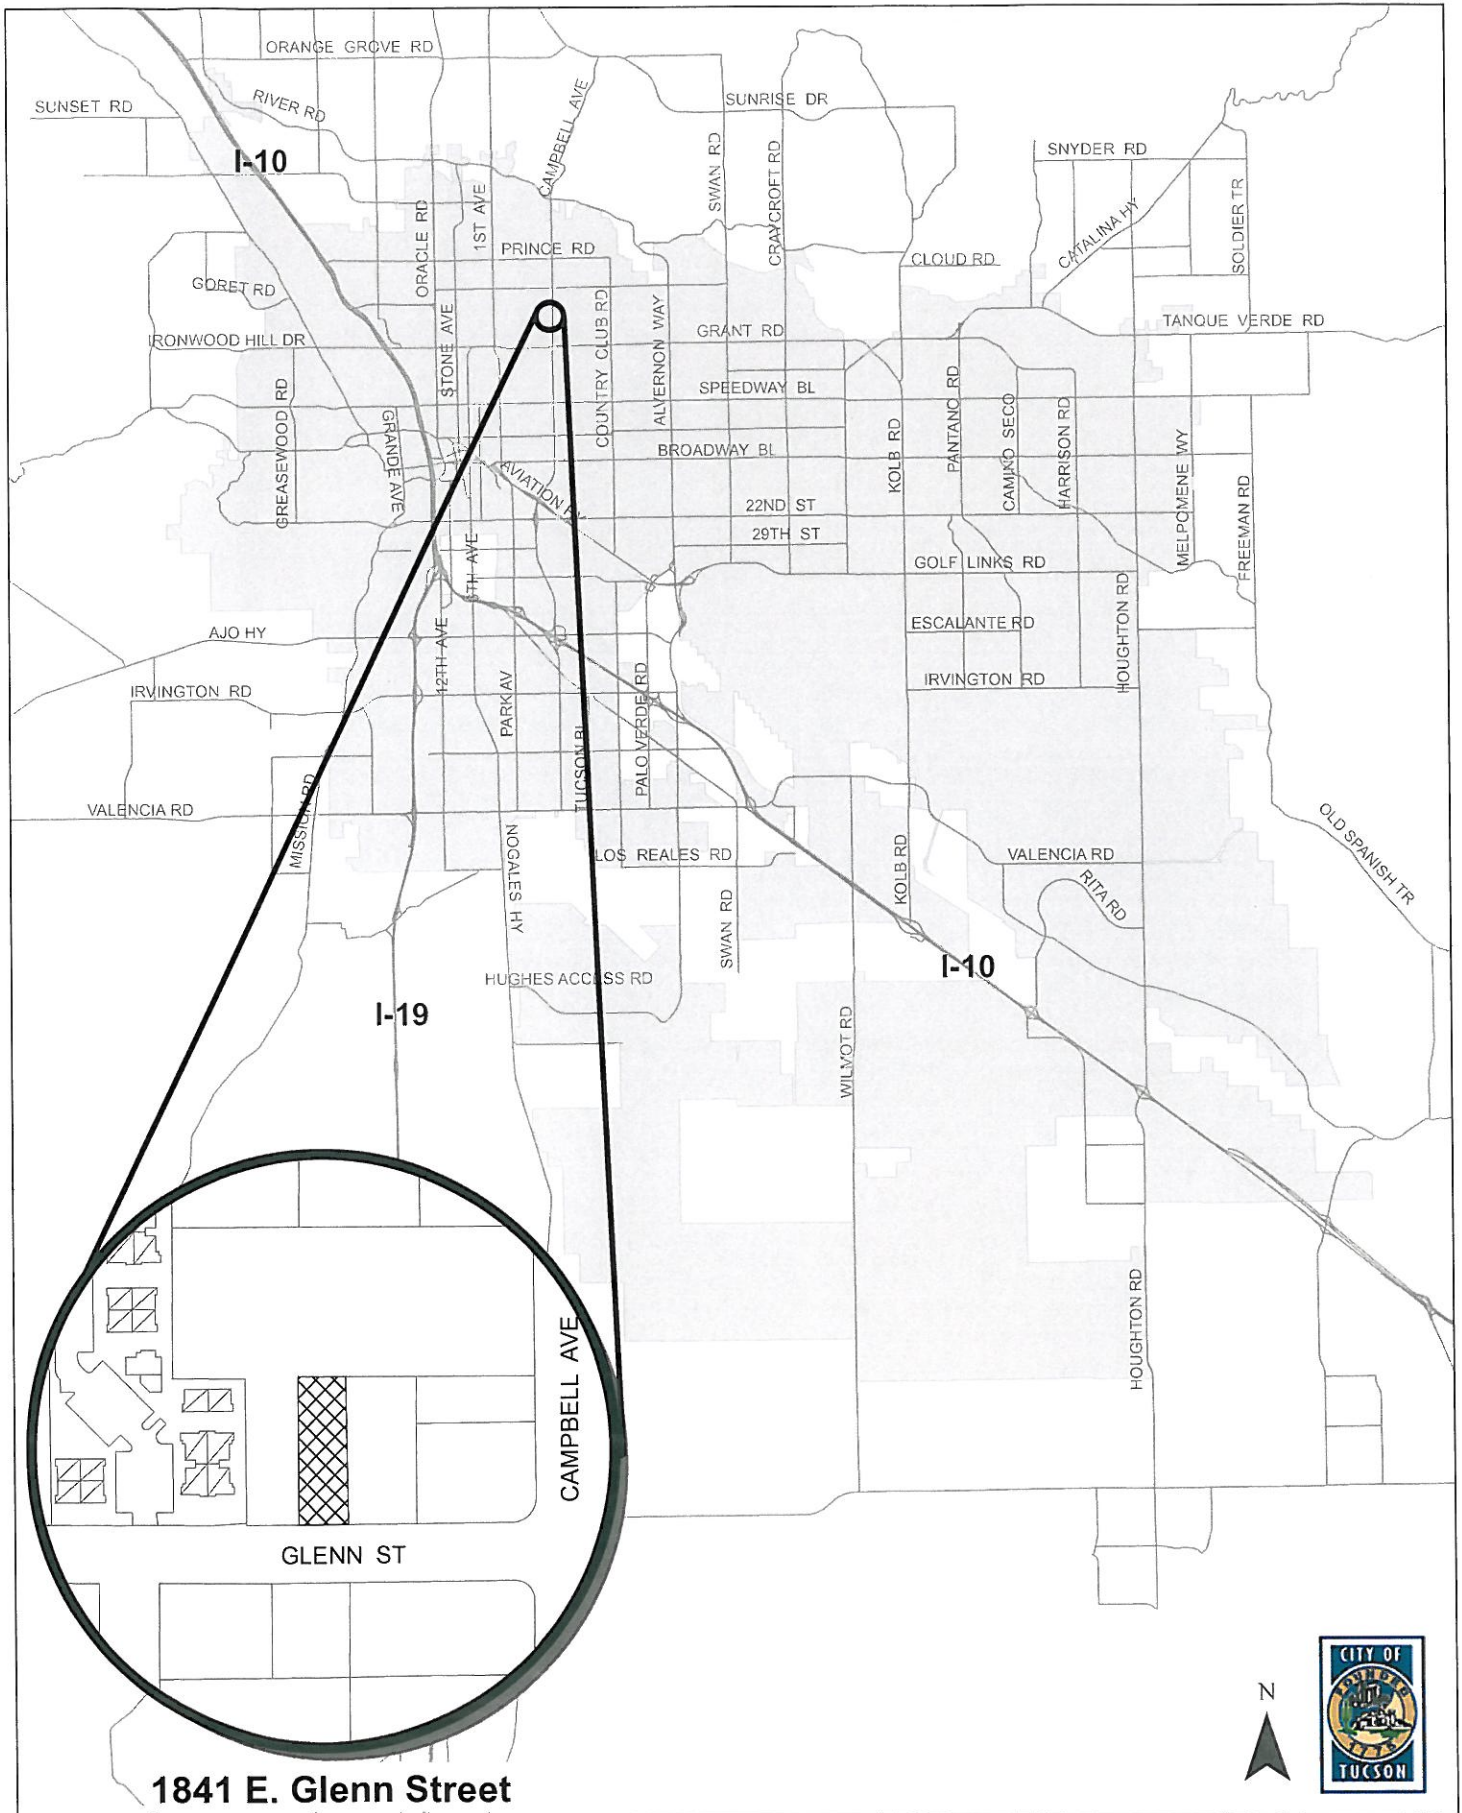 ORANGE GROVE RD
SUNSET RD
RIVER RD
CAMPBELL AVE
SUNRISE DR
I-10
SWAN RD
CRAYCROFT RD
SNYDER RD
ORACLE RD
1ST AVE
PRINCE RD
CLOUD RD
CATALINA HY
SOLDIER TR
GORET RD
IRONWOOD HILL DR
STONE AVE
COUNTRY CLUB RD
ALVERNON WAY
GRANT RD
TANQUE VERDE RD
SPEEDWAY BL
GREASEWOOD RD
GRANDE AVE
BROADWAY BL
KOLB RD
PANTANO RD
CAMINO SECO
HARRISON RD
MELPOMENE WY
FREEMAN RD
AVIATION
22ND ST
29TH ST
6TH AVE
GOLF LINKS RD
AJO HY
12TH AVE
ESCALANTE RD
HOUGHTON RD
IRVINGTON RD
PARK AV
PALO VERDE RD
IRVINGTON RD
TUCSON BL
VALENCIA RD
MISSION RD
NOGALES HY
LOS REALES RD
SWAN RD
KOLB RD
VALENCIA RD
RITA RD
OLD SPANISH TR
HUGHES ACCESS RD
I-10
I-19
WILMOT RD
HOUGHTON RD
CAMPBELL AVE
GLENN ST
N
CITY OF
FOUNDED
1775
TUCSON
1841 E. Glenn Street